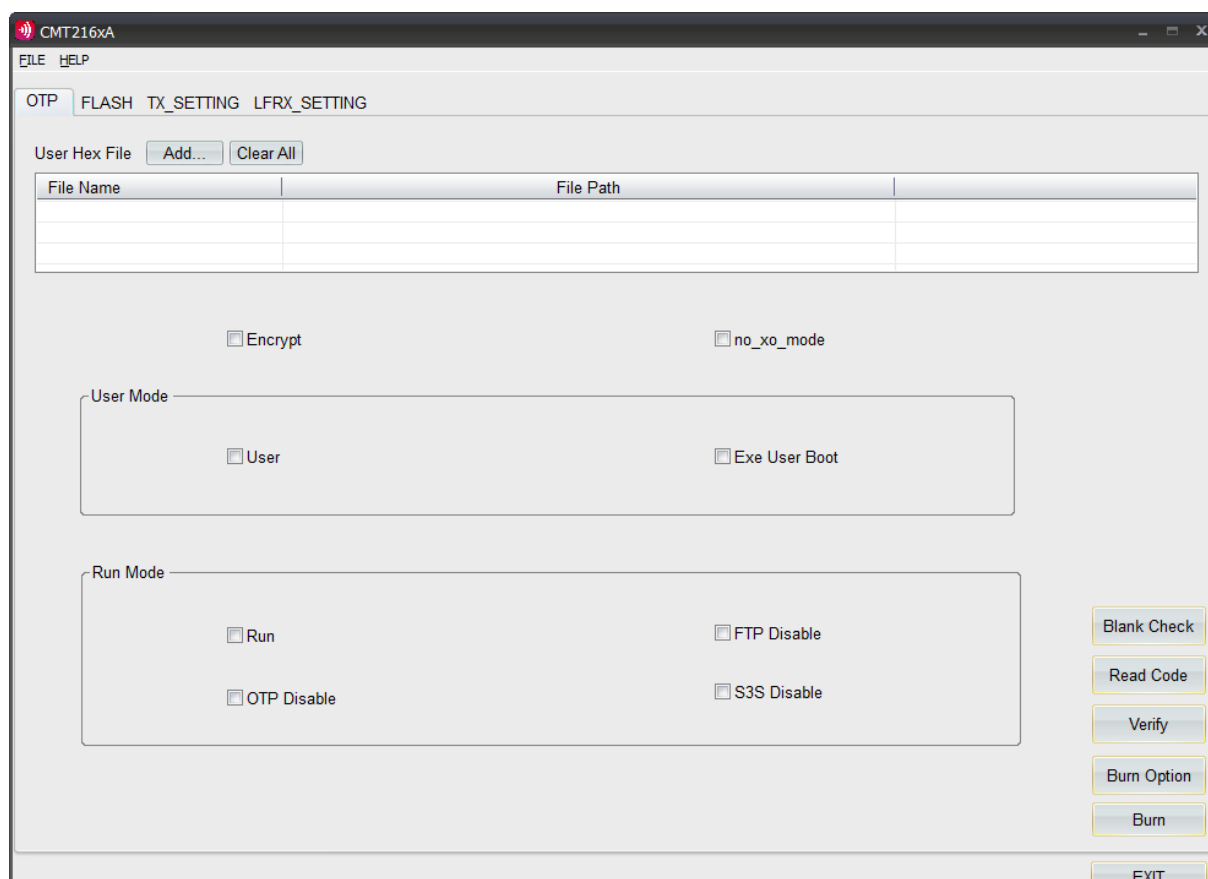 CMT216xA
FILE HELP
OTP FLASH TX_SETTING LFRX_SETTING
User Hex File Add... Clear All
File Name File Path
Encrypt no_xo_mode
User Mode
User Exe User Boot
Run Mode
Run FTP Disable
OTP Disable S3S Disable
Blank Check
Read Code
Verify
Burn Option
Burn
EXIT